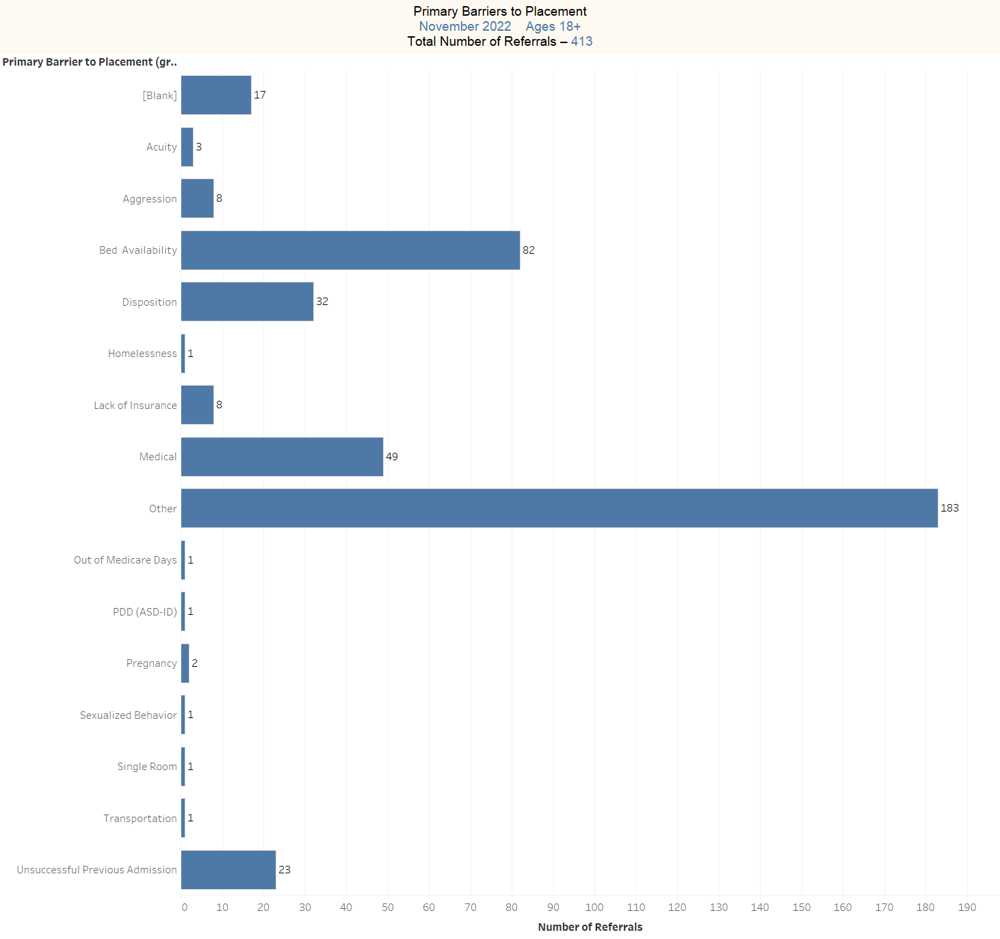 Primary Barriers to Placement
November 2022 Ages 18+
Total Number of Referrals – 413
Primary Barrier to Placement (gr..
[Blank] 17
Acuity 3
Aggression 8
Bed Availability 82
Disposition 32
Homelessness 1
Lack of Insurance 8
Medical 49
Other 183
Out of Medicare Days 1
PDD (ASD-ID) 1
Pregnancy 2
Sexualized Behavior 1
Single Room 1
Transportation 1
Unsuccessful Previous Admission 23
0 10 20 30 40 50 60 70 80 90 100 110 120 130 140 150 160 170 180 190
Number of Referrals